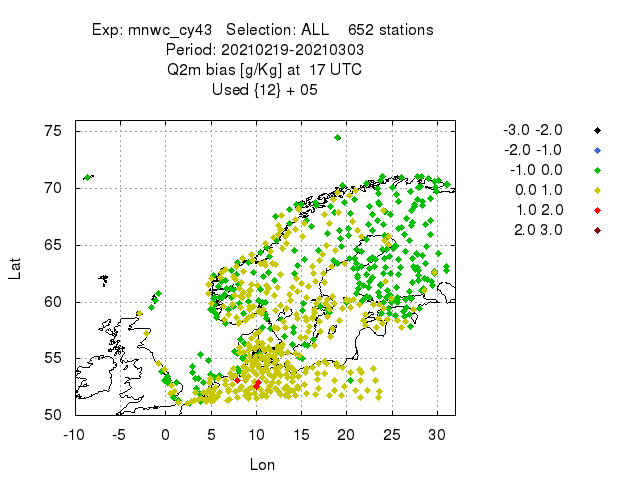 Exp: mnwc_cy43 Selection: ALL 652 stations
Period: 20210219-20210303
Q2m bias [g/Kg] at 17 UTC
Used {12} + 05
-3.0 -2.0
-2.0 -1.0
-1.0 0.0
0.0 1.0
1.0 2.0
2.0 3.0
75
70
65
60
55
50
Lat
-10 -5 0 5 10 15 20 25 30
Lon